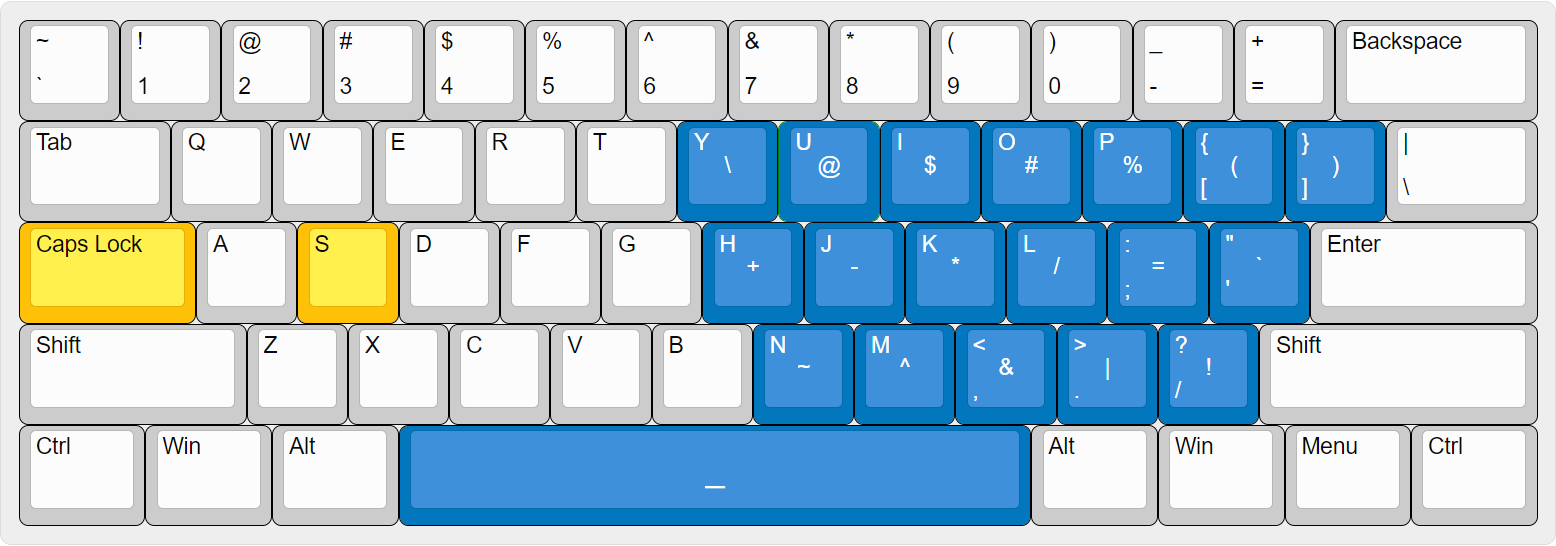 ~ ! @ # $ % ^ & * ( ) _ + Backspace
` 1 2 3 4 5 6 7 8 9 0 - =
Tab Q W E R T Y U I O P { } |
\ @ $ # % ( )
[ ] \
Caps Lock A S D F G H J K L : " Enter
+ - * / = `
; '
Shift Z X C V B N M < > ? Shift
~ ^ & | !
, . /
Ctrl Win Alt Alt Win Menu Ctrl
_